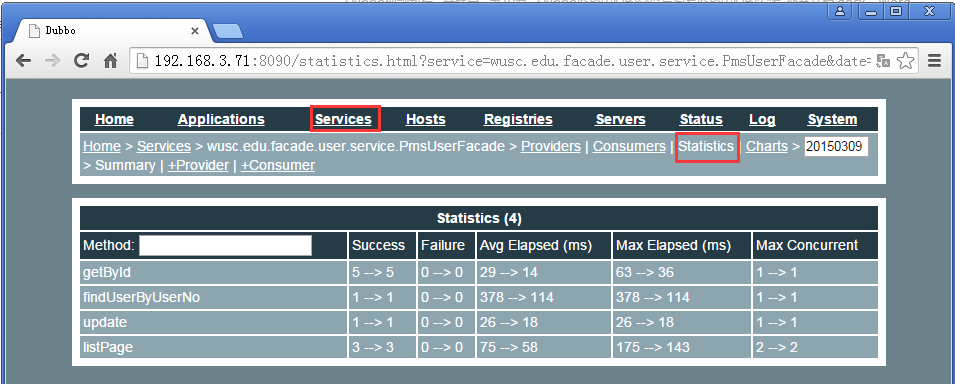 Dubbo
192.168.3.71:8090/statistics.html?service=wusc.edu.facade.user.service.PmsUserFacade&date=
Home Applications Services Hosts Registries Servers Status Log System
Home > Services > wusc.edu.facade.user.service.PmsUserFacade > Providers | Consumers | Statistics | Charts > 20150309
> Summary | +Provider | +Consumer
Statistics (4)
Method: Success Failure Avg Elapsed (ms) Max Elapsed (ms) Max Concurrent
getById 5 --> 5 0 --> 0 29 --> 14 63 --> 36 1 --> 1
findUserByUserNo 1 --> 1 0 --> 0 378 --> 114 378 --> 114 1 --> 1
update 1 --> 1 0 --> 0 26 --> 18 26 --> 18 1 --> 1
listPage 3 --> 3 0 --> 0 75 --> 58 175 --> 143 2 --> 2